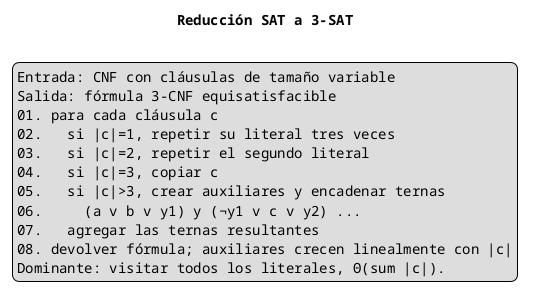 Reducción SAT a 3-SAT
Entrada: CNF con cláusulas de tamaño variable
Salida: fórmula 3-CNF equisatisfacible
01. para cada cláusula c
02.   si |c|=1, repetir su literal tres veces
03.   si |c|=2, repetir el segundo literal
04.   si |c|=3, copiar c
05.   si |c|>3, crear auxiliares y encadenar ternas
06.     (a v b v y1) y (¬y1 v c v y2) ...
07.   agregar las ternas resultantes
08. devolver fórmula; auxiliares crecen linealmente con |c|
Dominante: visitar todos los literales, Θ(sum |c|).